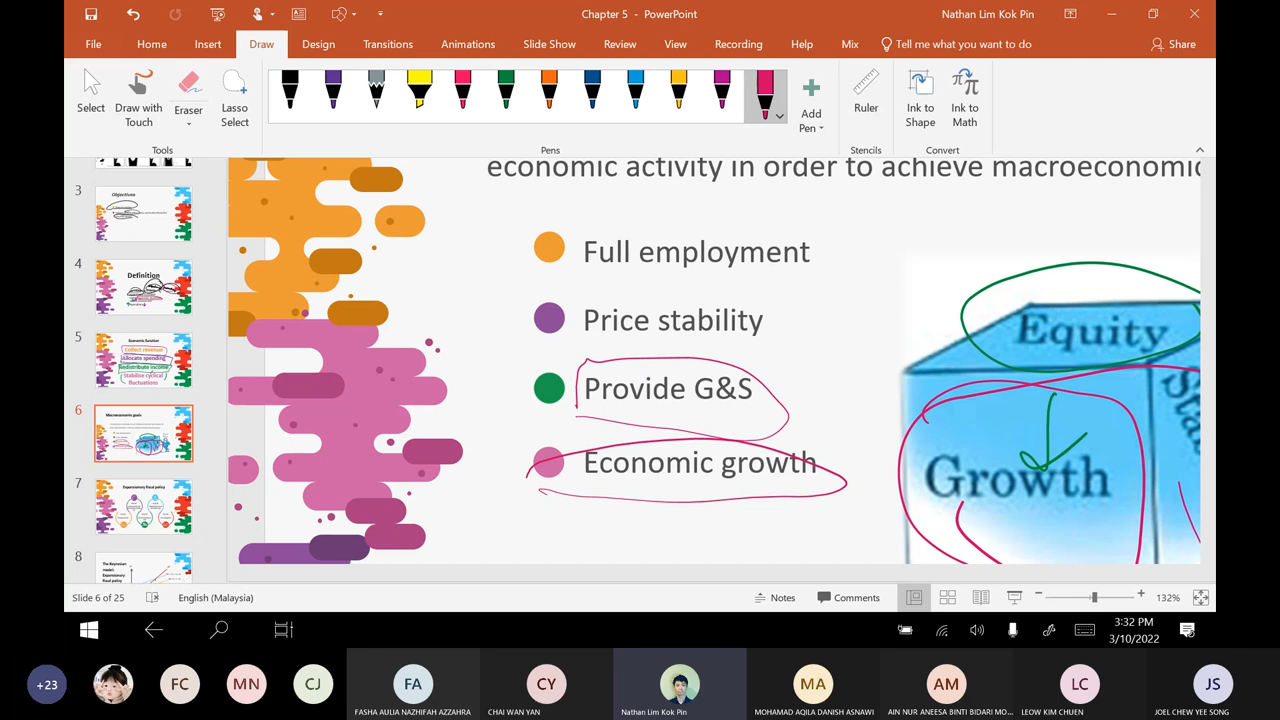 Chapter 5 - PowerPoint
Nathan Lim Kok Pin
File Home Insert Draw Design Transitions Animations Slide Show Review View Recording Help Mix Tell me what you want to do Share
Select
Draw with Touch
Eraser
Lasso Select
Add Pen
Ruler
Ink to Shape
Ink to Math
Tools
Pens
Stencils
Convert
3
Objectives
4
Definition
5
Economic function
Collect revenue
Allocate spending
Redistribute income
Stabilise cyclical
fluctuations
6
Macroeconomic goals
7
Expansionary fiscal policy
8
The Keynesian
model:
Expansionary
fiscal policy
economic activity in order to achieve macroeconomic
Full employment
Price stability
Provide G&S
Economic growth
Equity
Growth
Sta
Slide 6 of 25
English (Malaysia)
Notes
Comments
132%
3:32 PM
3/10/2022
+23
FC
MN
CJ
FA
CY
MA
AM
LC
JS
FASHA AULIA NAZHIFAH AZZAHRA
CHAI WAN YAN
Nathan Lim Kok Pin
MOHAMAD AQILA DANISH ASNAWI
AIN NUR ANEESA BINTI BIDARI MO...
LEOW KIM CHUEN
JOEL CHEW YEE SONG